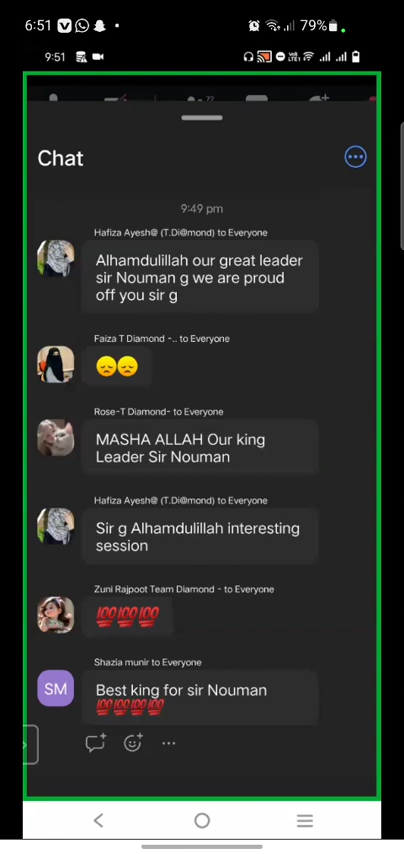 6:51
79%
9:51
77
Chat
9:49 pm
Hafiza Ayesh@ (T.Di@mond) to Everyone
Alhamdulillah our great leader
sir Nouman g we are proud
off you sir g
Faiza T Diamond -.. to Everyone
😞😞
Rose-T Diamond- to Everyone
MASHA ALLAH Our king
Leader Sir Nouman
Hafiza Ayesh@ (T.Di@mond) to Everyone
Sir g Alhamdulillah interesting
session
Zuni Rajpoot Team Diamond - to Everyone
💯💯💯
Shazia munir to Everyone
SM
Best king for sir Nouman
💯💯💯💯